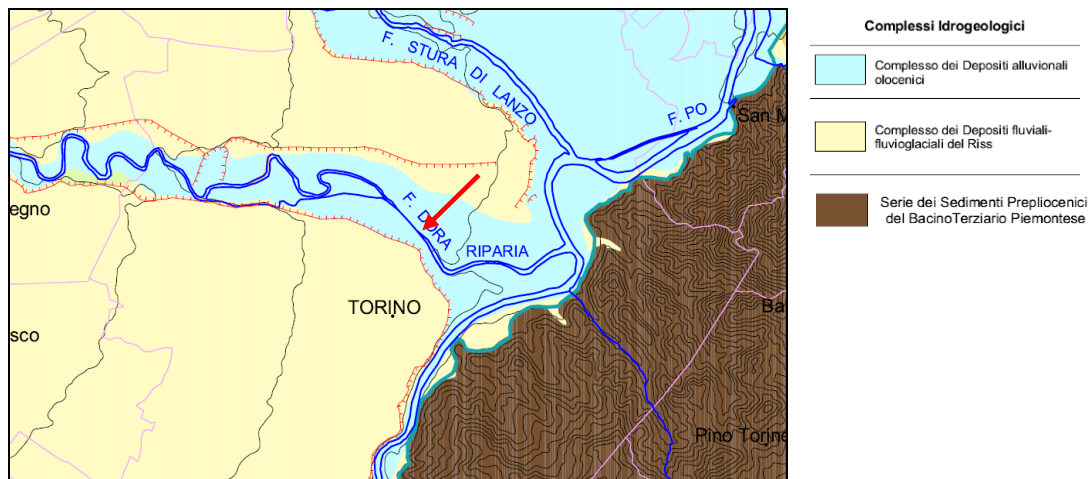 F. STURA DI LANZO
F. PO
San M
egno
F. DORA RIPARIA
TORINO
Ba
sco
Pino Torine
Complessi Idrogeologici
Complesso dei Depositi alluvionali
olocenici
Complesso dei Depositi fluviali-
fluvioglaciali del Riss
Serie dei Sedimenti Prepliocenici
del BacinoTerziario Piemontese